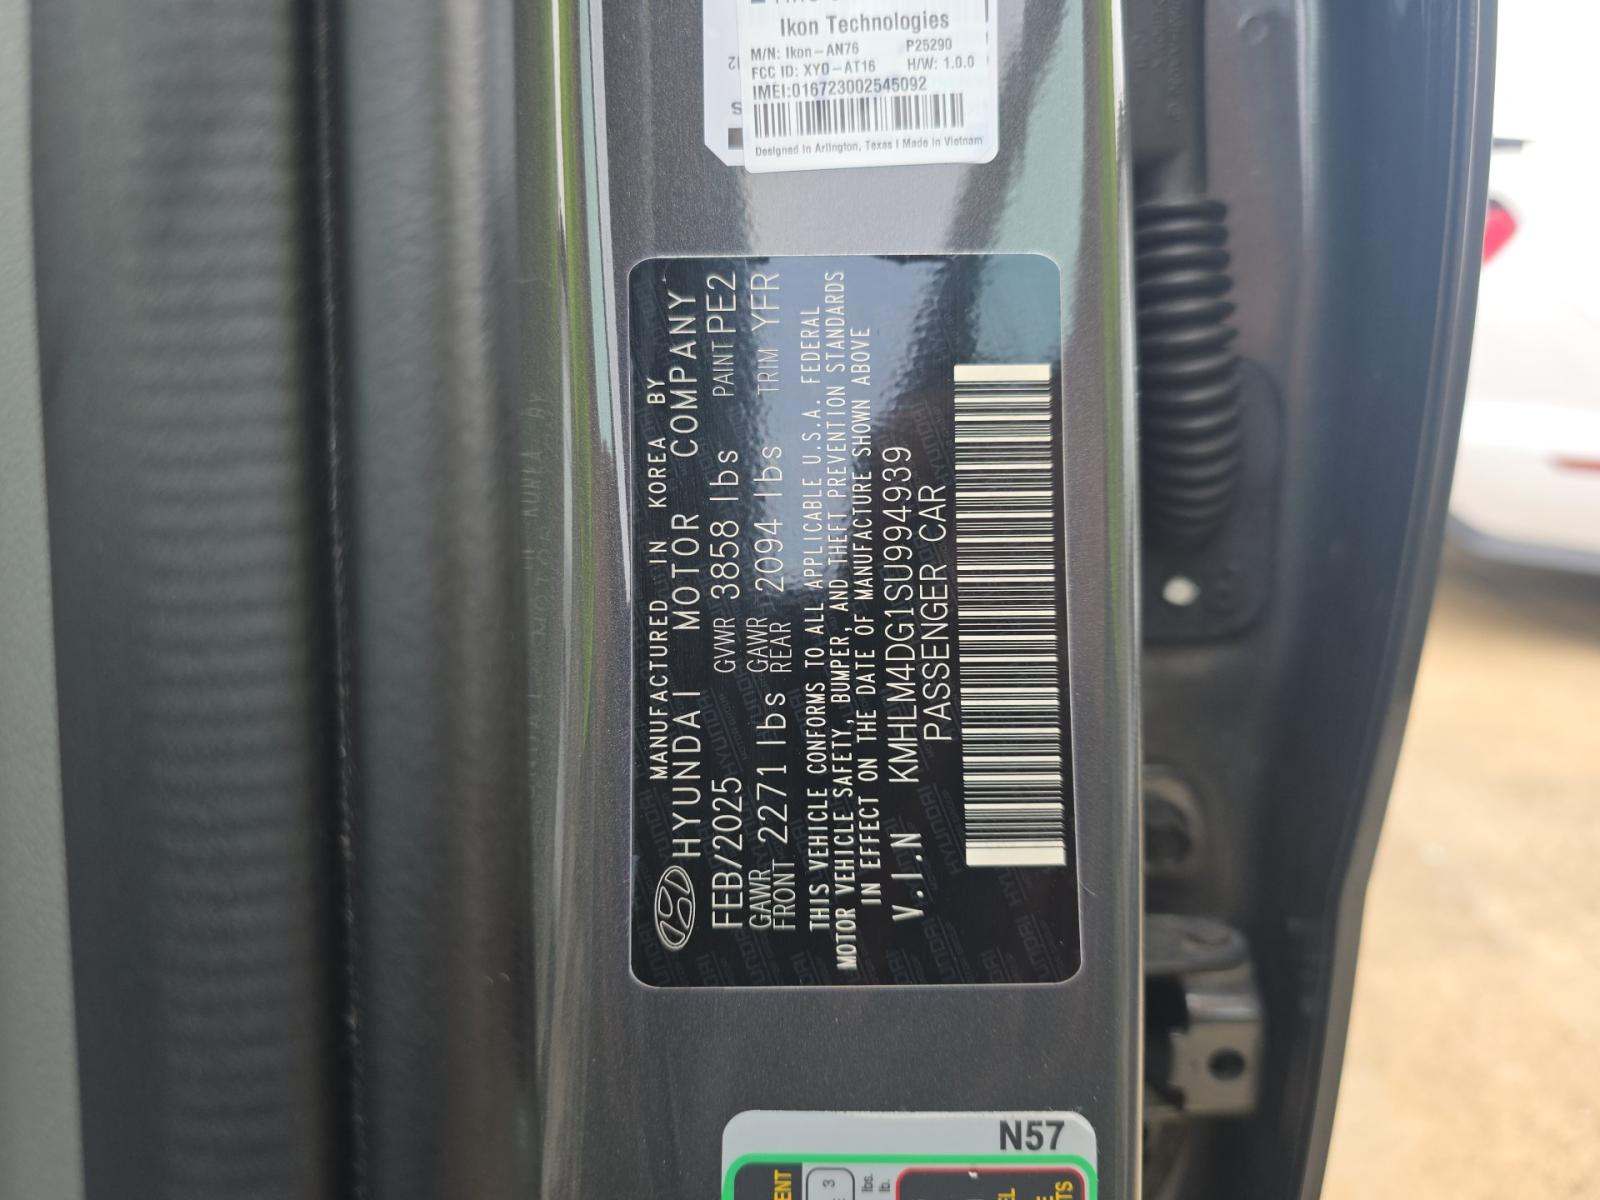 Ikon Technologies
M/N: Ikon-AN76 P25290
FCC ID: XYO-AT16 H/W: 1.0.0
IMEI:016723002545092
Designed in Arlington, Texas | Made in Vietnam
MANUFACTURED IN KOREA BY
HYUNDAI MOTOR COMPANY
FEB/2025 GVWR 3858 lbs PAINT PE2
GAWR FRONT 2271 lbs GAWR REAR 2094 lbs TRIM YFR
THIS VEHICLE CONFORMS TO ALL APPLICABLE U.S.A. FEDERAL
MOTOR VEHICLE SAFETY, BUMPER, AND THEFT PREVENTION STANDARDS
IN EFFECT ON THE DATE OF MANUFACTURE SHOWN ABOVE
V.I.N KMHLM4DG1SU994939
PASSENGER CAR
N57
3
lbs.
lb.